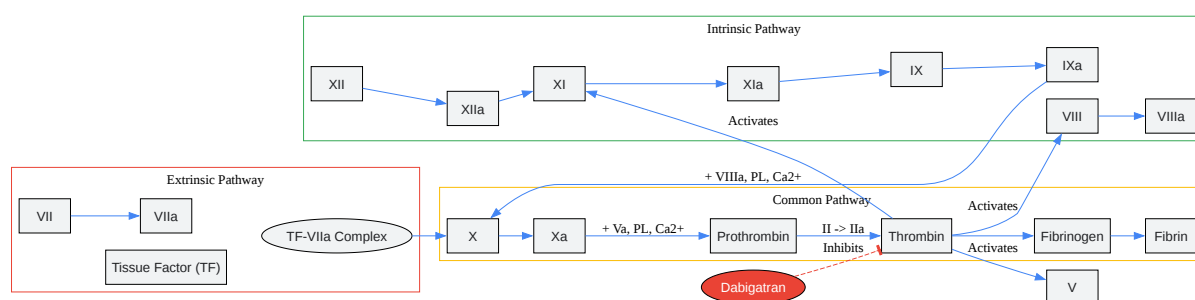 Intrinsic Pathway
XII
XIIa
XI
XIa
IX
IXa
VIII
VIIIa
Activates
Extrinsic Pathway
VII
VIIa
Tissue Factor (TF)
TF-VIIa Complex
+ VIIIa, PL, Ca2+
Common Pathway
X
Xa
+ Va, PL, Ca2+
Prothrombin
II -> IIa
Inhibits
Thrombin
Activates
Activates
Fibrinogen
Fibrin
Dabigatran
V